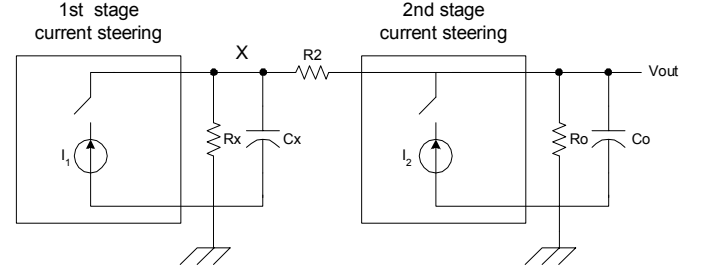 1st stage
current steering
2nd stage
current steering
X
R2
Vout
I1
Rx
Cx
I2
Ro
Co